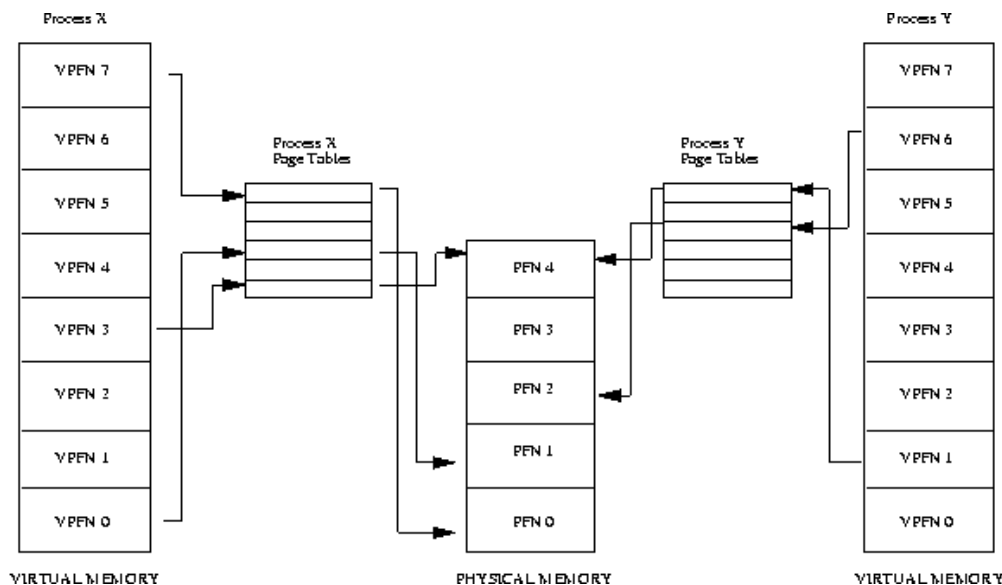 Process X
Process Y
VPFN 7
VPFN 6
VPFN 5
VPFN 4
VPFN 3
VPFN 2
VPFN 1
VPFN 0
VIRTUAL MEMORY
Process X
Page Tables
PFN 4
PFN 3
PFN 2
PFN 1
PFN 0
PHYSICAL MEMORY
Process Y
Page Tables
VPFN 7
VPFN 6
VPFN 5
VPFN 4
VPFN 3
VPFN 2
VPFN 1
VPFN 0
VIRTUAL MEMORY